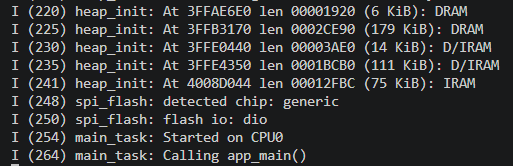 I (220) heap_init: At 3FFAE6E0 len 00001920 (6 KiB): DRAM
I (225) heap_init: At 3FFB3170 len 0002CE90 (179 KiB): DRAM
I (230) heap_init: At 3FFE0440 len 00003AE0 (14 KiB): D/IRAM
I (235) heap_init: At 3FFE4350 len 0001BCB0 (111 KiB): D/IRAM
I (241) heap_init: At 4008D044 len 00012FBC (75 KiB): IRAM
I (248) spi_flash: detected chip: generic
I (250) spi_flash: flash io: dio
I (254) main_task: Started on CPU0
I (264) main_task: Calling app_main()